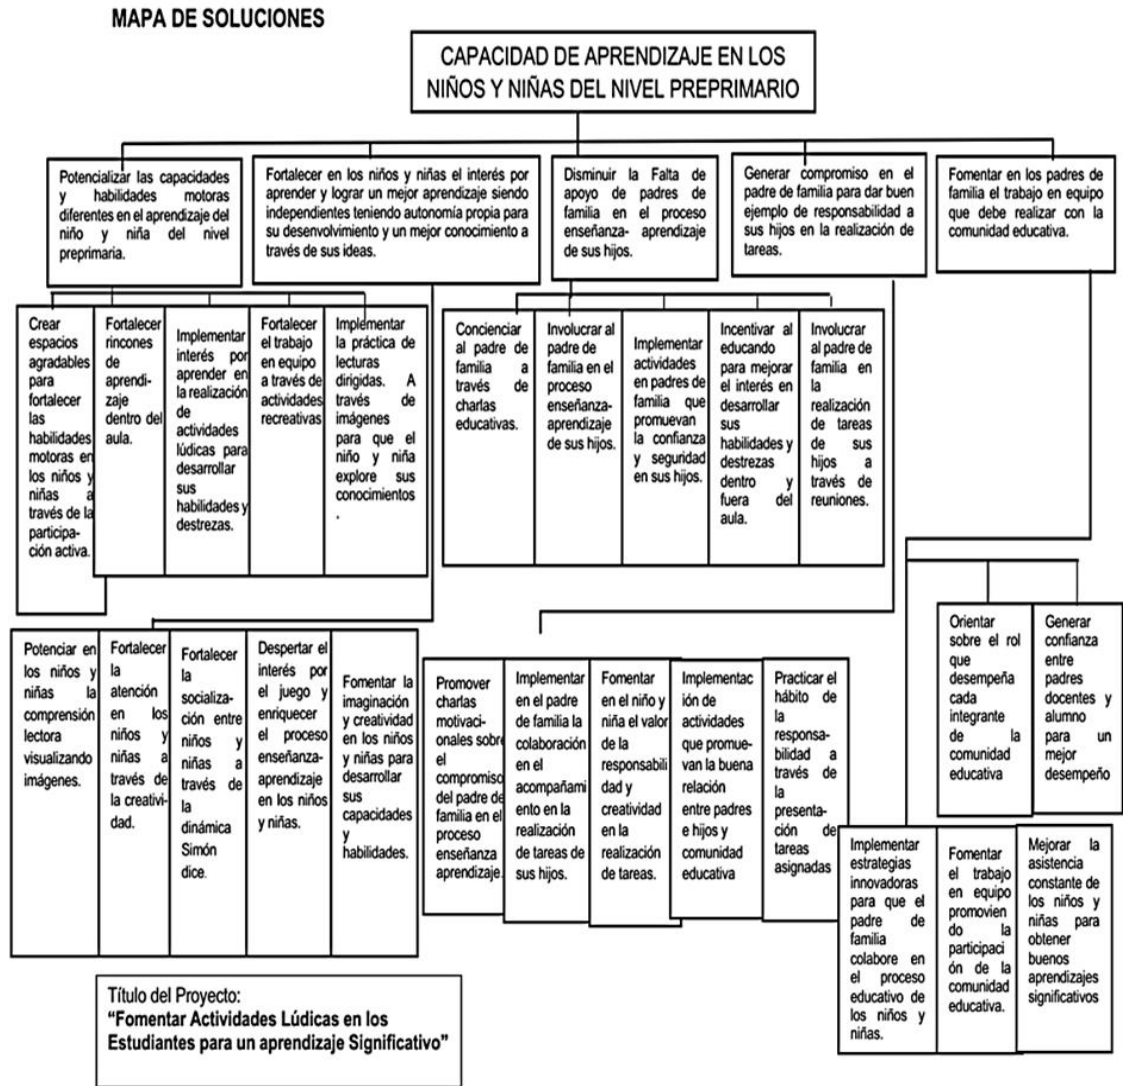 MAPA DE SOLUCIONES
CAPACIDAD DE APRENDIZAJE EN LOS
NIÑOS Y NIÑAS DEL NIVEL PREPRIMARIO
Potencializar las capacidades
y habilidades motoras
diferentes en el aprendizaje del
niño y niña del nivel
preprimaria.
Fortalecer en los niños y niñas el interés por
aprender y lograr un mejor aprendizaje siendo
independientes teniendo autonomía propia para
su desenvolvimiento y un mejor conocimiento a
través de sus ideas.
Disminuir la Falta de
apoyo de padres de
familia en el proceso
enseñanza- aprendizaje
de sus hijos.
Generar compromiso en el
padre de familia para dar buen
ejemplo de responsabilidad a
sus hijos en la realización de
tareas.
Fomentar en los padres de
familia el trabajo en equipo
que debe realizar con la
comunidad educativa.
Crear
espacios
agradables
para
fortalecer
las
habilidades
motoras en
los niños y
niñas a
través de la
participa-
ción activa.
Fortalecer
rincones
de
aprendi-
zaje
dentro del
aula.
Implementar
interés por
aprender en
la realización
de
actividades
lúdicas para
desarrollar
sus
habilidades y
destrezas.
Fortalecer
el trabajo
en equipo
a través de
actividades
recreativas
Implementar
la práctica de
lecturas
dirigidas. A
través de
imágenes
para que el
niño y niña
explore sus
conocimientos
.
Concienciar
al padre de
familia a
través de
charlas
educativas.
Involucrar al
padre de
familia en el
proceso
enseñanza-
aprendizaje
de sus hijos.
Implementar
actividades
en padres de
familia que
promuevan
la confianza
y seguridad
en sus hijos.
Incentivar al
educando
para mejorar
el interés en
desarrollar
sus
habilidades y
destrezas
dentro y
fuera del
aula.
Involucrar
al padre de
familia en
la
realización
de tareas
de sus
hijos a
través de
reuniones.
Potenciar en
los niños y
niñas la
comprensión
lectora
visualizando
imágenes.
Fortalecer
la
atención
en los
niños y
niñas a
través de
la creativi-
dad.
Fortalecer
la
socializa-
ción entre
niños y
niñas a
través de
la
dinámica
Simón
dice.
Despertar el
interés por
el juego y
enriquecer
el proceso
enseñanza-
aprendizaje
en los niños
y niñas.
Fomentar la
imaginación
y creatividad
en los niños
y niñas para
desarrollar
sus
capacidades
y
habilidades.
Promover
charlas
motivaci-
onales sobre
el
compromiso
del padre de
familia en el
proceso
enseñanza
aprendizaje.
Implementar
en el padre
de familia la
colaboración
en el
acompañami
ento en la
realización
de tareas de
sus hijos.
Fomentar
en el niño y
niña el valor
de la
responsabili
dad y
creatividad
en la
realización
de tareas.
Implementac
ión de
actividades
que promue-
van la buena
relación
entre padres
e hijos y
comunidad
educativa
Practicar el
hábito de
la
responsa-
bilidad a
través de
la
presentación
de
tareas
asignadas
Orientar
sobre el rol
que
desempeña
cada
integrante
de la
comunidad
educativa
Generar
confianza
entre
padres
docentes y
alumno
para un
mejor
desempeño
Implementar
estrategias
innovadoras
para que el
padre de
familia
colabore en
el proceso
educativo de
los niños y
niñas.
Fomentar
el trabajo
en equipo
promovien
do la
participaci
ón de la
comunidad
educativa.
Mejorar la
asistencia
constante de
los niños y
niñas para
obtener
buenos
aprendizajes
significativos
Título del Proyecto:
“Fomentar Actividades Lúdicas en los
Estudiantes para un aprendizaje Significativo”